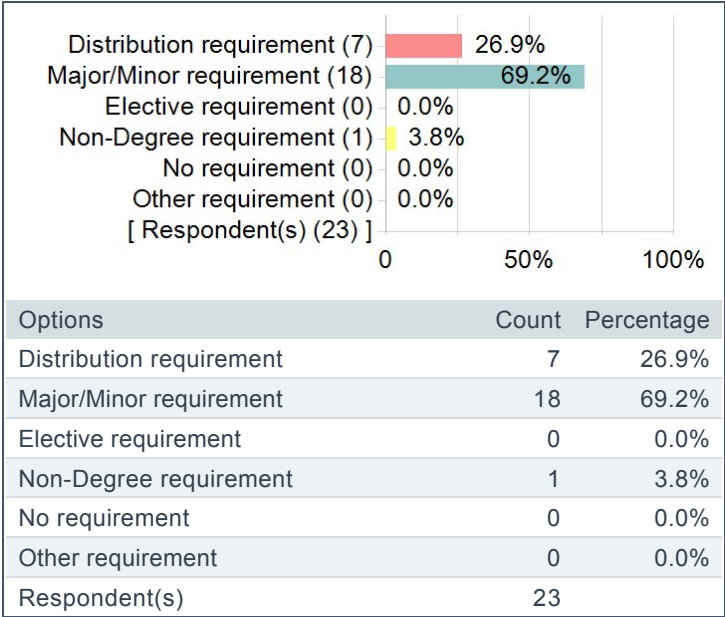 Distribution requirement (7) 26.9%
Major/Minor requirement (18) 69.2%
Elective requirement (0) 0.0%
Non-Degree requirement (1) 3.8%
No requirement (0) 0.0%
Other requirement (0) 0.0%
[ Respondent(s) (23) ]
0 50% 100%
Options Count Percentage
Distribution requirement 7 26.9%
Major/Minor requirement 18 69.2%
Elective requirement 0 0.0%
Non-Degree requirement 1 3.8%
No requirement 0 0.0%
Other requirement 0 0.0%
Respondent(s) 23